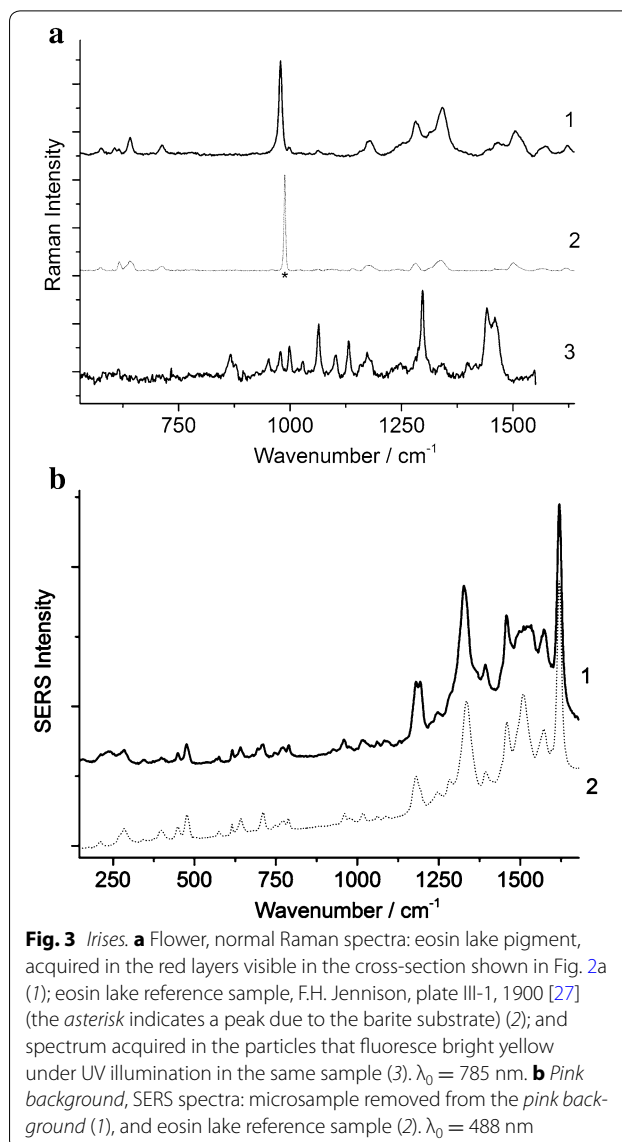 a
1
2
*
3
Raman Intensity
750 1000 1250 1500
Wavenumber / cm-1
b
1
2
SERS Intensity
250 500 750 1000 1250 1500
Wavenumber / cm-1
Fig. 3 Irises. a Flower, normal Raman spectra: eosin lake pigment,
acquired in the red layers visible in the cross-section shown in Fig. 2a
(1); eosin lake reference sample, F.H. Jennison, plate III-1, 1900 [27]
(the asterisk indicates a peak due to the barite substrate) (2); and
spectrum acquired in the particles that fluoresce bright yellow
under UV illumination in the same sample (3). λ0 = 785 nm. b Pink
background, SERS spectra: microsample removed from the pink back-
ground (1), and eosin lake reference sample (2). λ0 = 488 nm